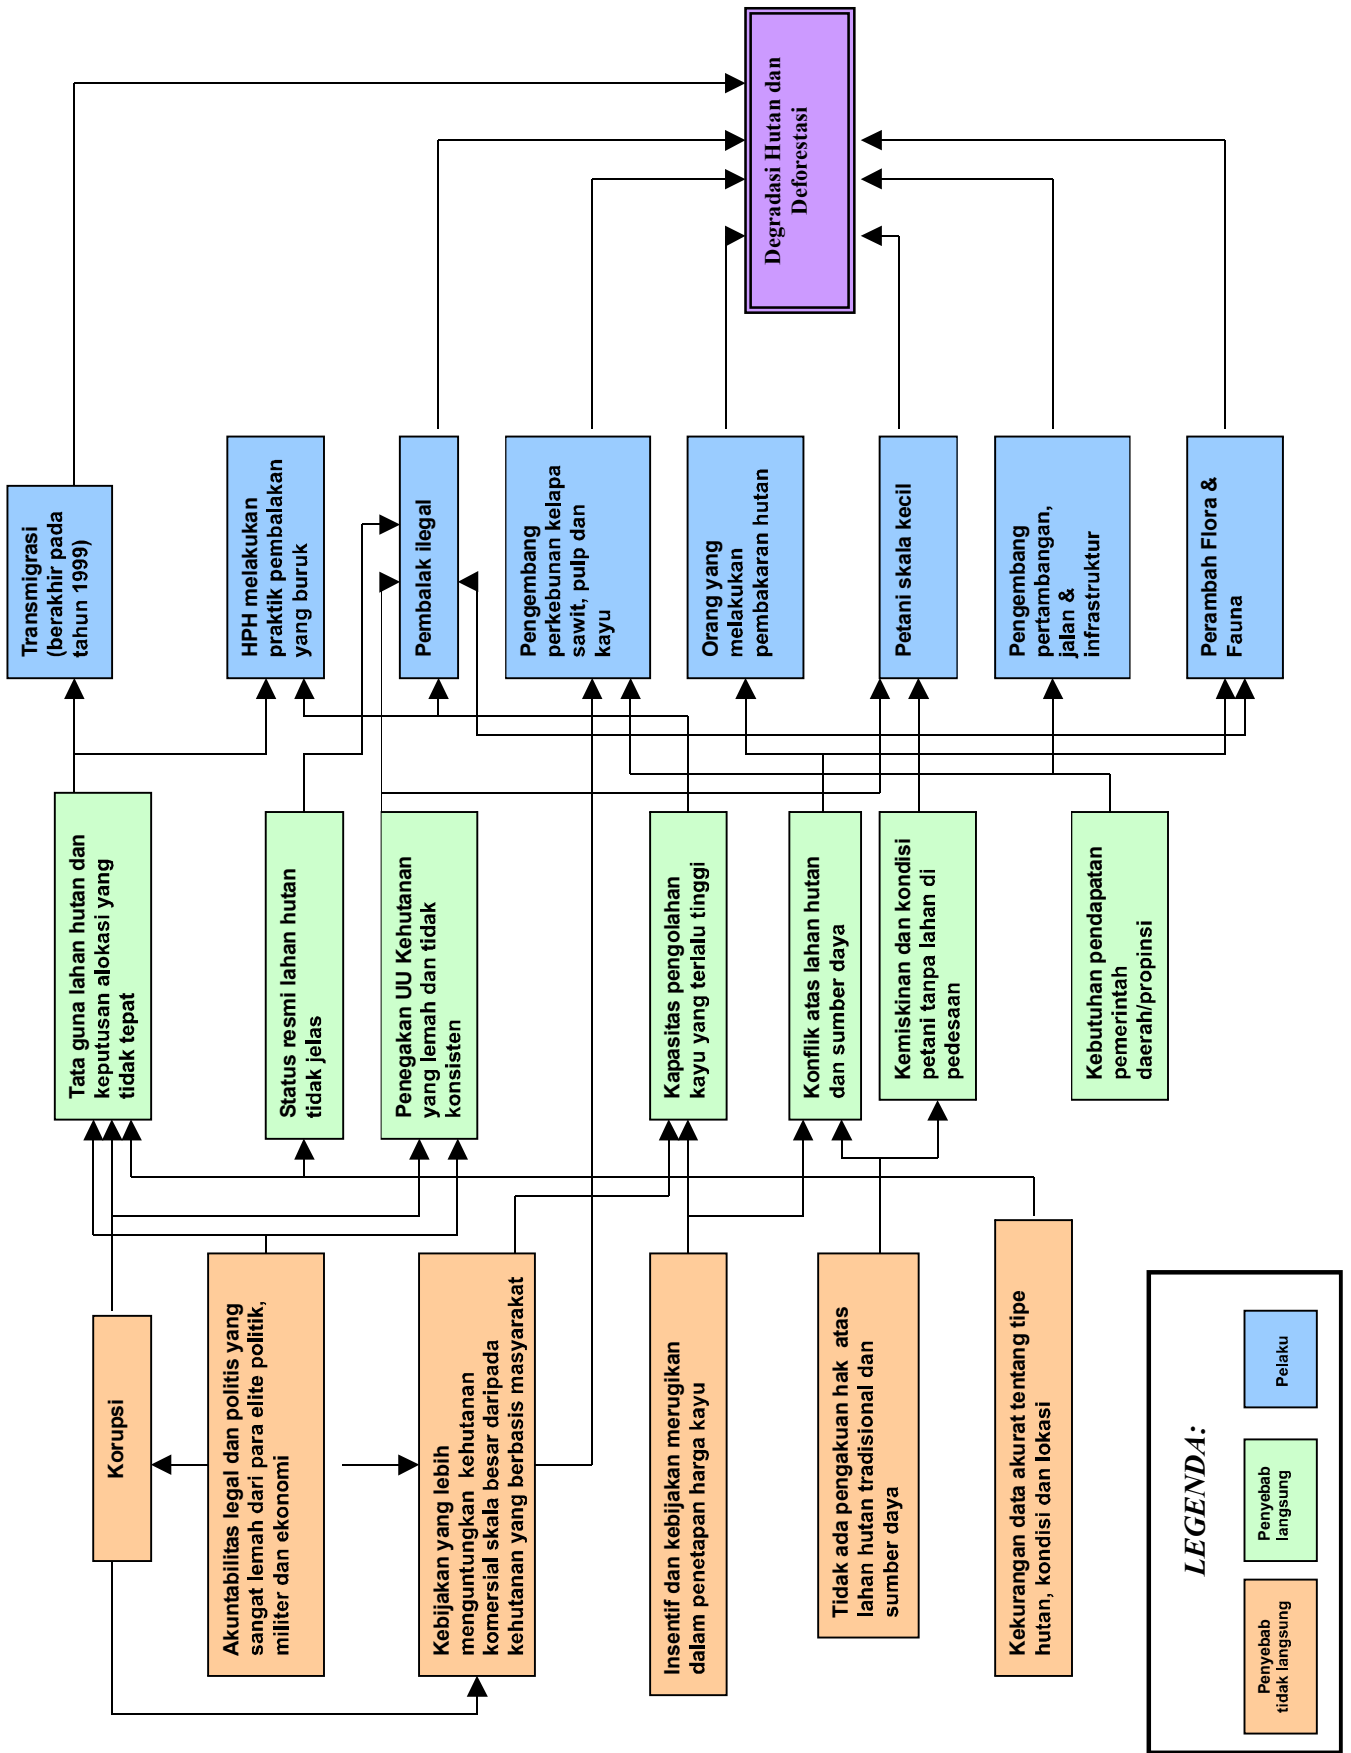 Degradasi Hutan dan
Deforestasi
Transmigrasi
(berakhir pada
tahun 1999)
HPH melakukan
praktik pembalakan
yang buruk
Pembalak ilegal
Pengembang
perkebunan kelapa
sawit, pulp dan
kayu
Orang yang
melakukan
pembakaran hutan
Petani skala kecil
Pengembang
pertambangan,
jalan &
infrastruktur
Perambah Flora &
Fauna
Tata guna lahan hutan dan
keputusan alokasi yang
tidak tepat
Status resmi lahan hutan
tidak jelas
Penegakan UU Kehutanan
yang lemah dan tidak
konsisten
Kapasitas pengolahan
kayu yang terlalu tinggi
Konflik atas lahan hutan
dan sumber daya
Kemiskinan dan kondisi
petani tanpa lahan di
pedesaan
Kebutuhan pendapatan
pemerintah
daerah/propinsi
Korupsi
Akuntabilitas legal dan politis yang
sangat lemah dari para elite politik,
militer dan ekonomi
Kebijakan yang lebih
menguntungkan kehutanan
komersial skala besar daripada
kehutanan yang berbasis masyarakat
Insentif dan kebijakan merugikan
dalam penetapan harga kayu
Tidak ada pengakuan hak atas
lahan hutan tradisional dan
sumber daya
Kekurangan data akurat tentang tipe
hutan, kondisi dan lokasi
LEGENDA:
Penyebab
tidak langsung
Penyebab
langsung
Pelaku